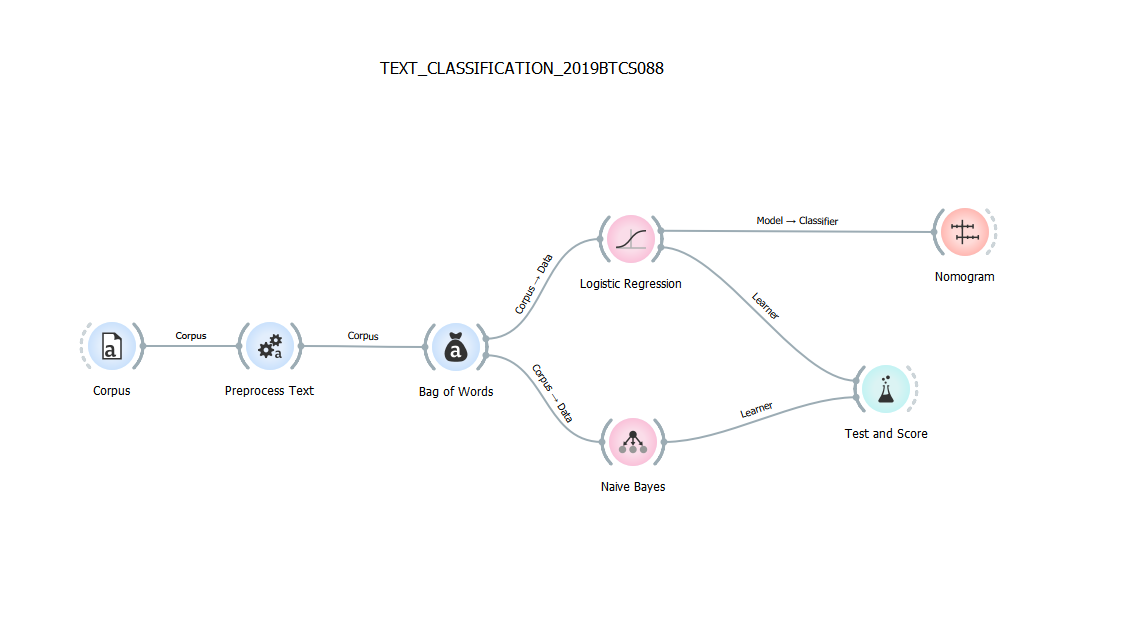 TEXT_CLASSIFICATION_2019BTCS088
Model → Classifier
Logistic Regression
Nomogram
Corpus → Data
Learner
Corpus
Corpus
Corpus
Preprocess Text
Bag of Words
Corpus → Data
Learner
Test and Score
Naive Bayes
a
a
a